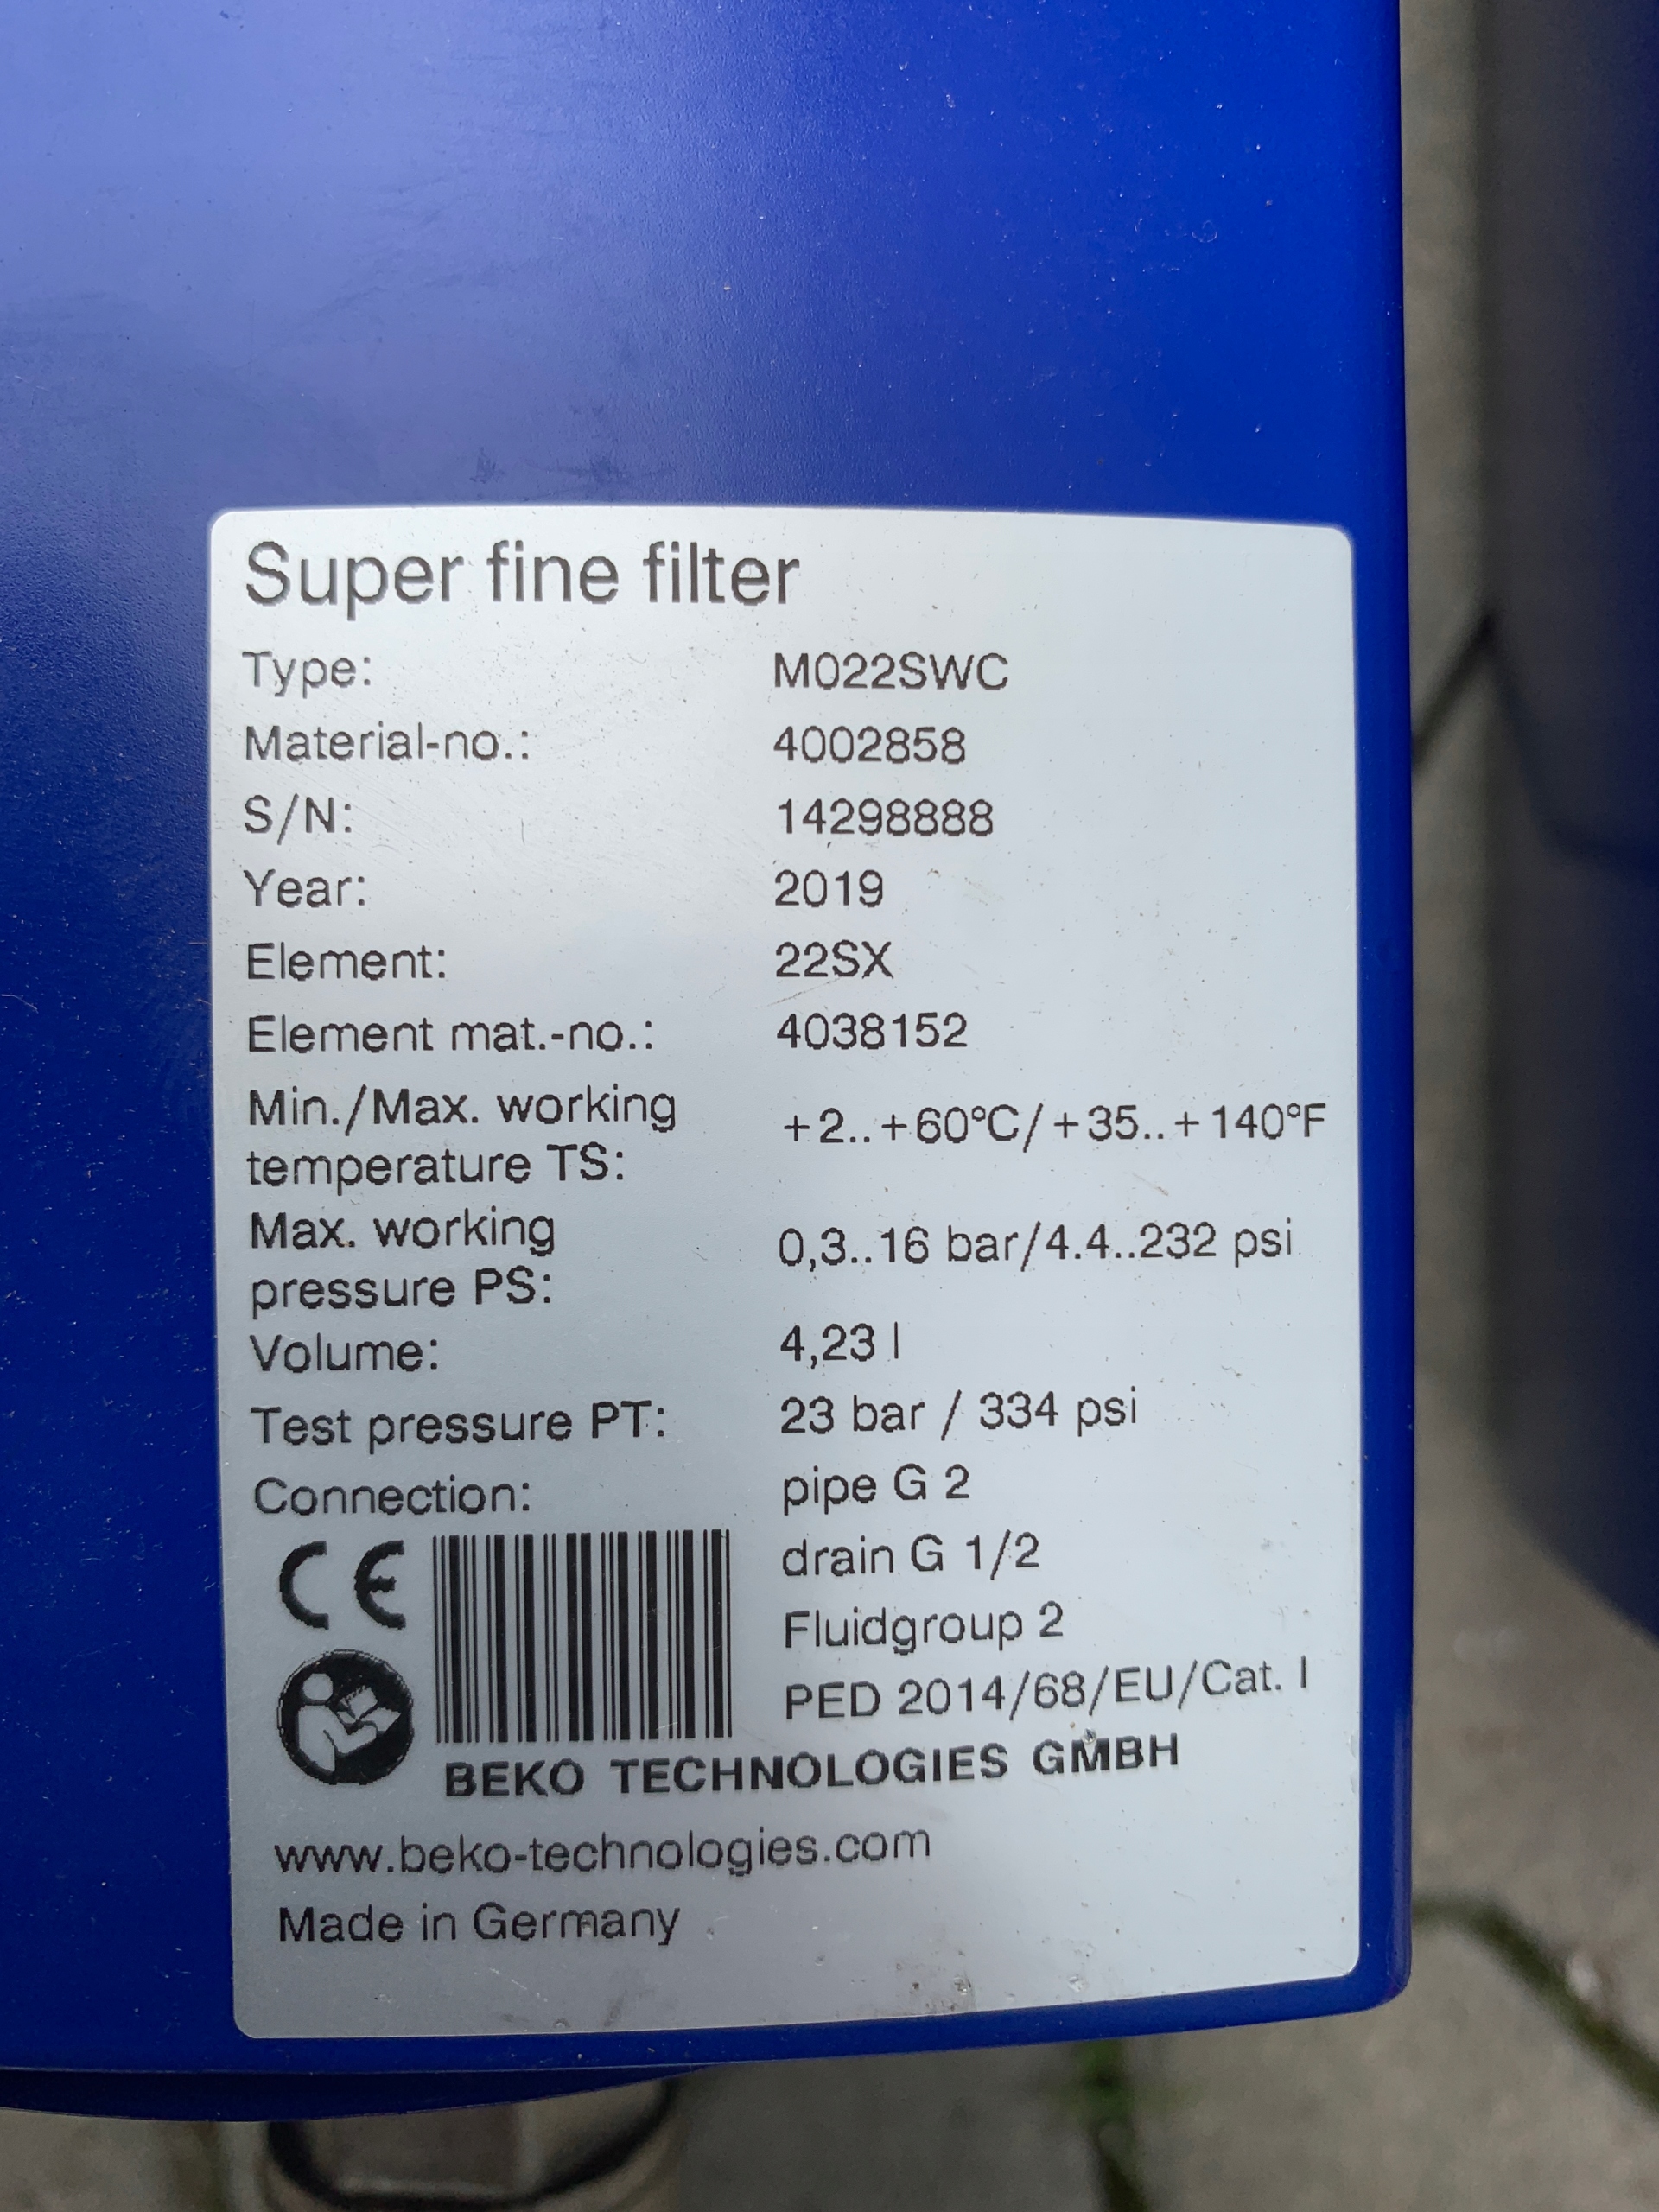 Super fine filter
Type: M022SWC
Material-no.: 4002858
S/N: 14298888
Year: 2019
Element: 22SX
Element mat.-no.: 4038152
Min./Max. working
temperature TS: +2..+60°C/+35..+140°F
Max. working
pressure PS: 0,3..16 bar/4.4..232 psi
Volume: 4,23 l
Test pressure PT: 23 bar / 334 psi
Connection: pipe G 2
drain G 1/2
Fluidgroup 2
PED 2014/68/EU/Cat. I
CE
BEKO TECHNOLOGIES GMBH
www.beko-technologies.com
Made in Germany